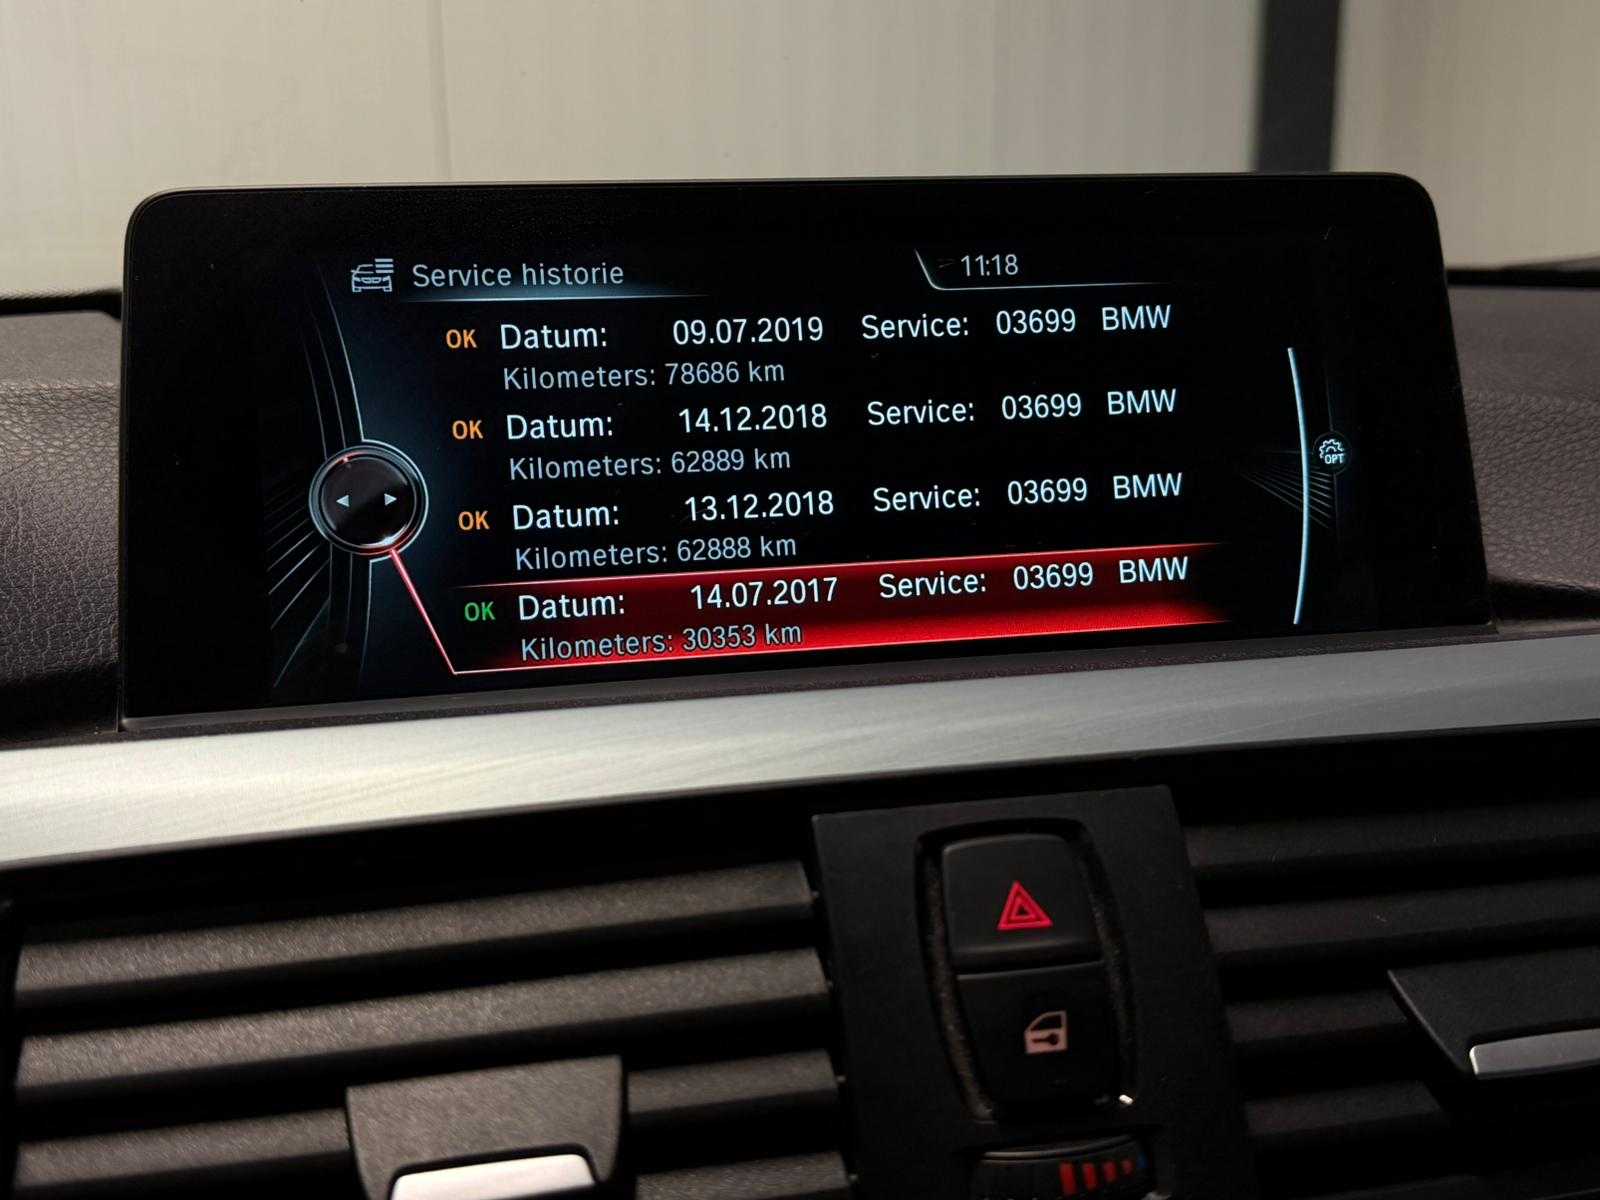 Service historie 11:18
OK Datum: 09.07.2019 Service: 03699 BMW
Kilometers: 78686 km
OK Datum: 14.12.2018 Service: 03699 BMW
Kilometers: 62889 km
OK Datum: 13.12.2018 Service: 03699 BMW
Kilometers: 62888 km
OK Datum: 14.07.2017 Service: 03699 BMW
Kilometers: 30353 km
OPT